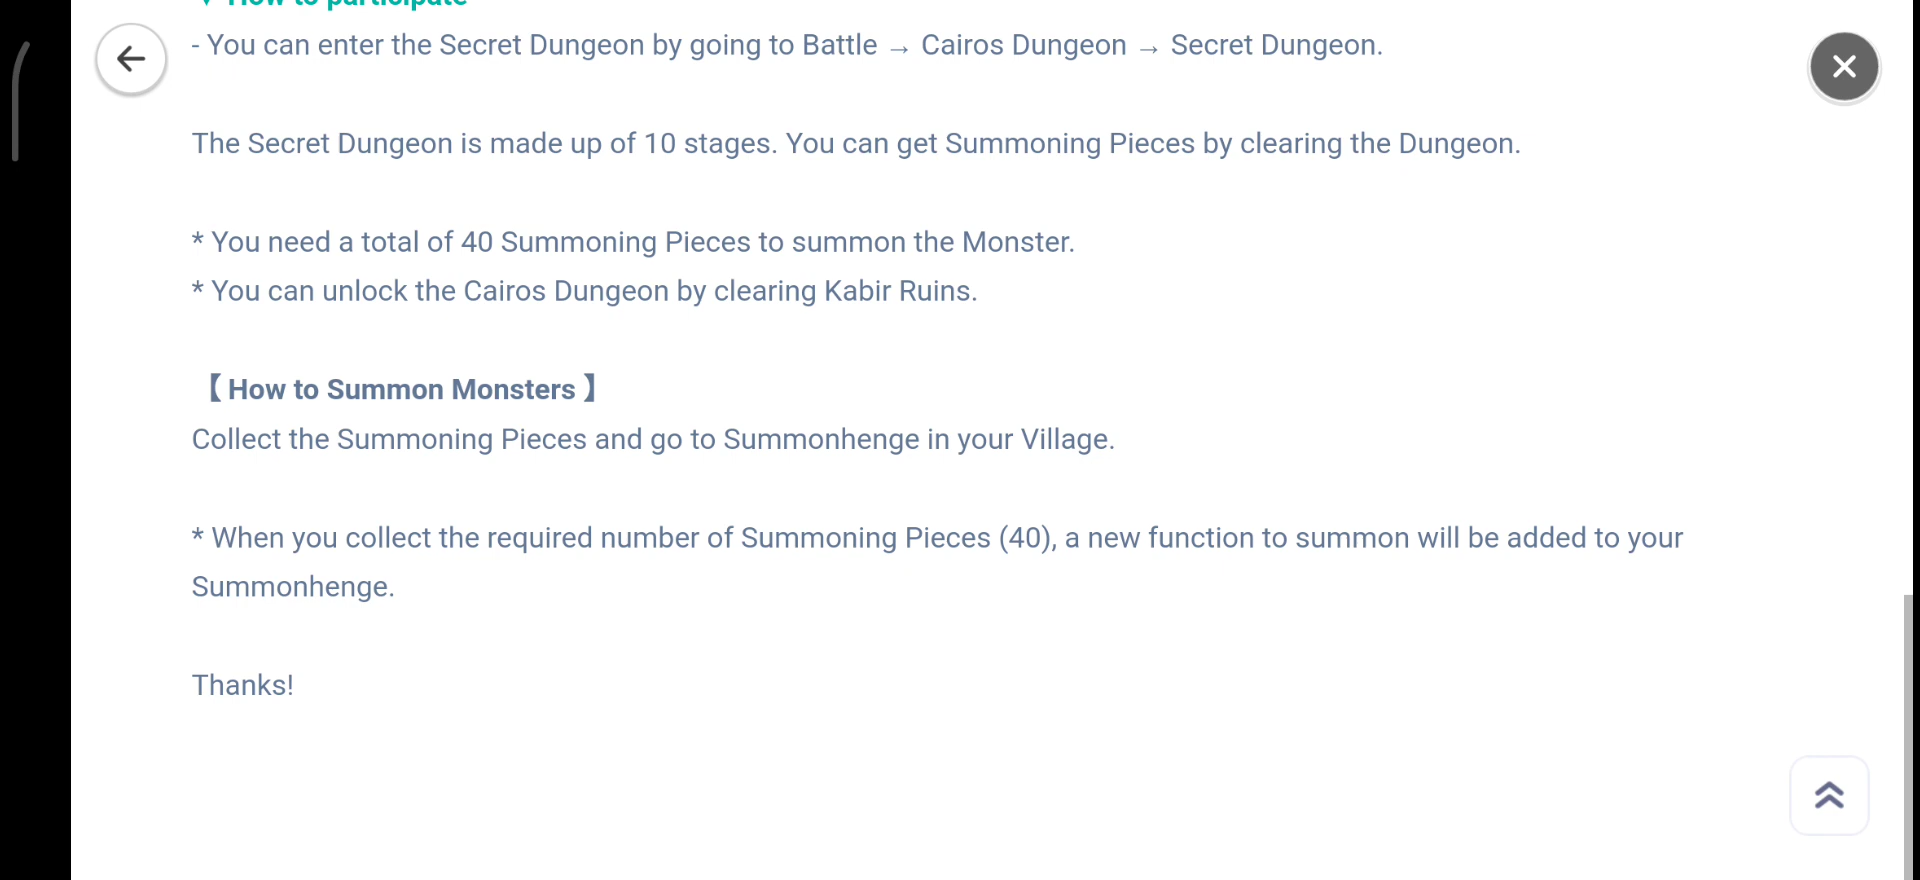 How to participate
- You can enter the Secret Dungeon by going to Battle → Cairos Dungeon → Secret Dungeon.
The Secret Dungeon is made up of 10 stages. You can get Summoning Pieces by clearing the Dungeon.
* You need a total of 40 Summoning Pieces to summon the Monster.
* You can unlock the Cairos Dungeon by clearing Kabir Ruins.
【 How to Summon Monsters 】
Collect the Summoning Pieces and go to Summonhenge in your Village.
* When you collect the required number of Summoning Pieces (40), a new function to summon will be added to your
Summonhenge.
Thanks!